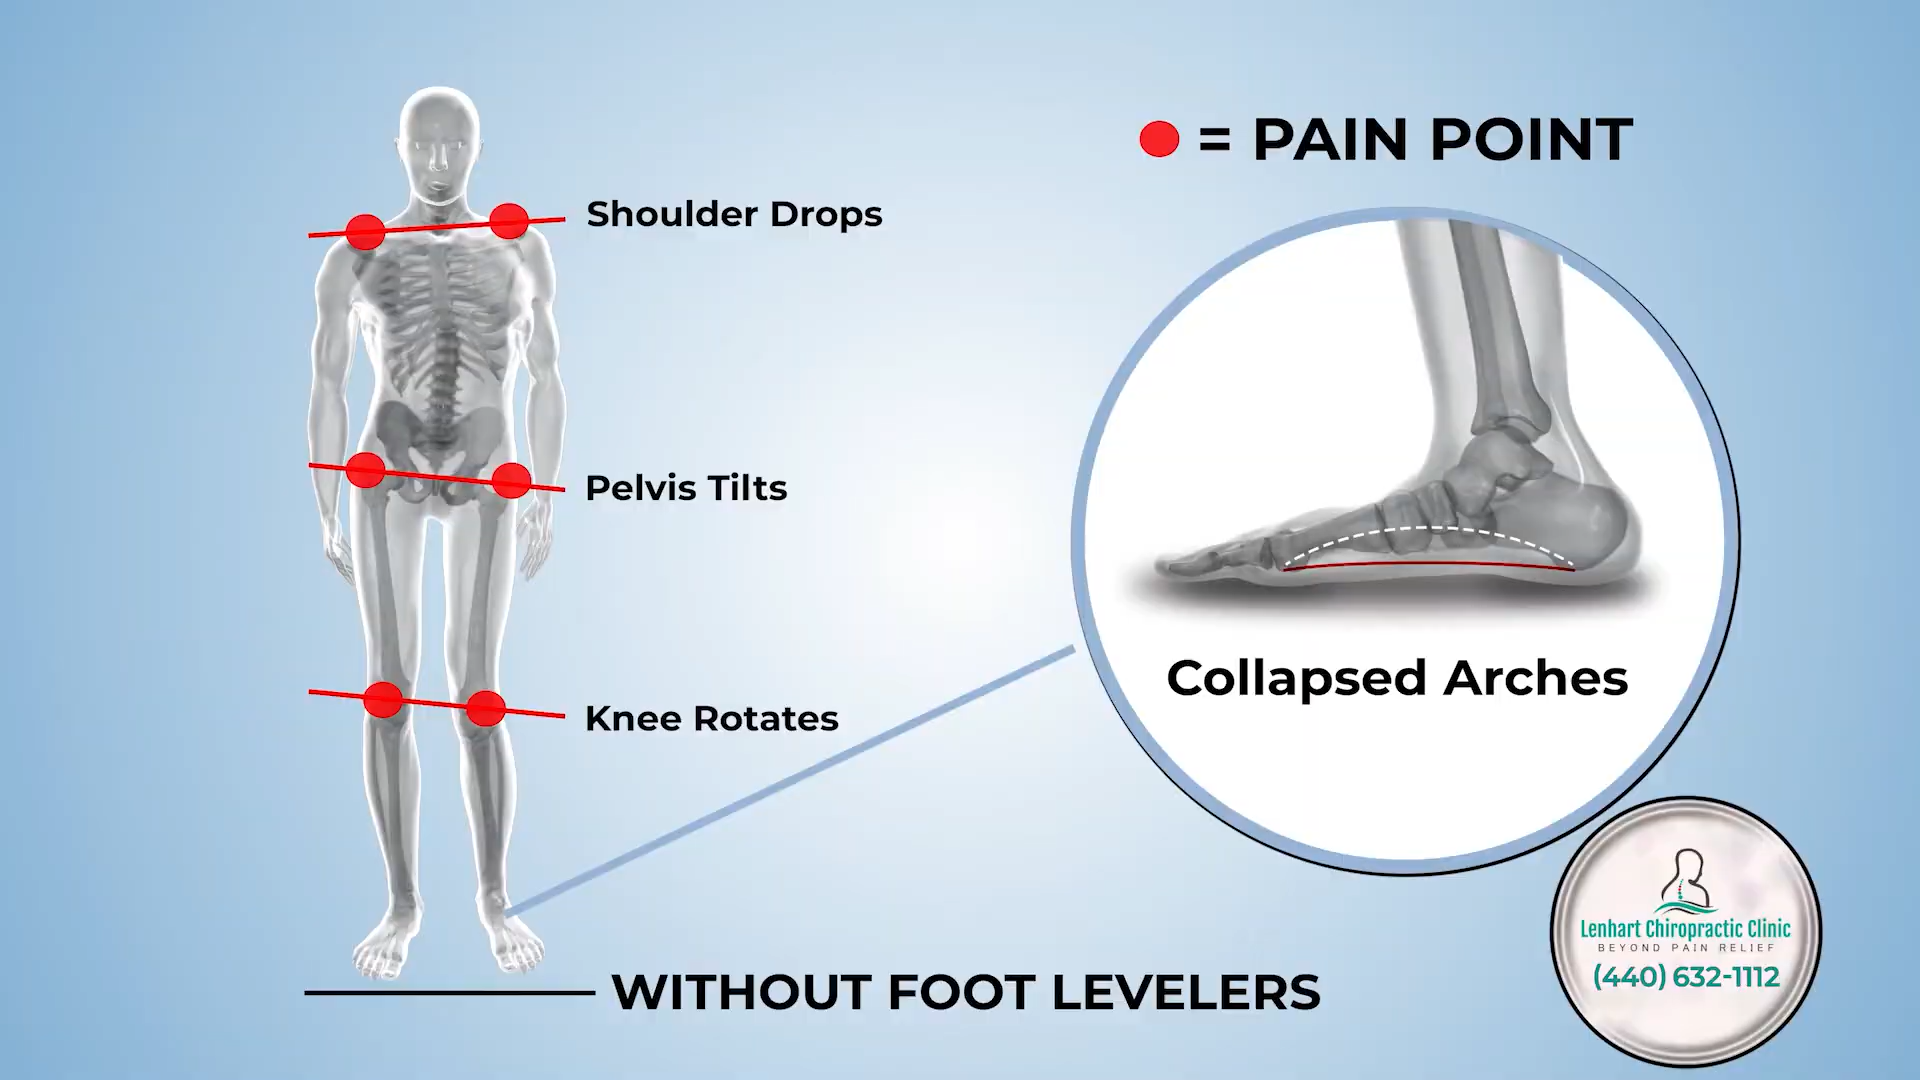 = PAIN POINT
Shoulder Drops
Pelvis Tilts
Knee Rotates
Collapsed Arches
WITHOUT FOOT LEVELERS
Lenhart Chiropractic Clinic
BEYOND PAIN RELIEF
(440) 632-1112